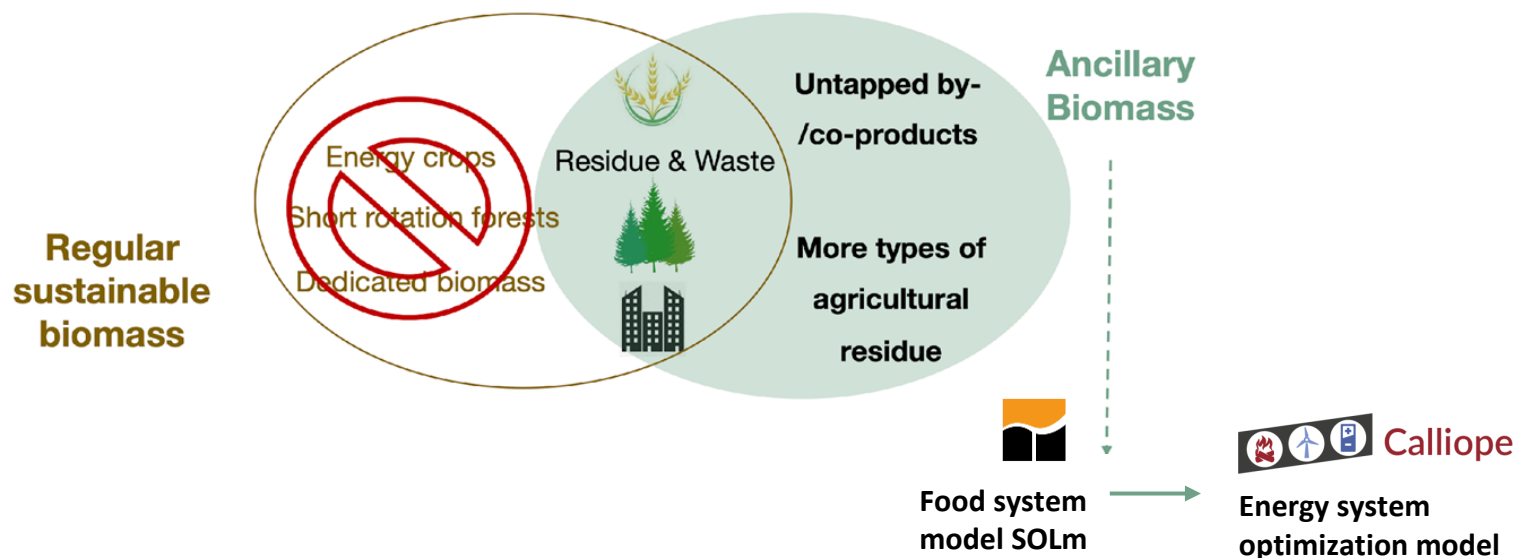 Regular
sustainable
biomass
Energy crops
Short rotation forests
Dedicated biomass
Residue & Waste
Untapped by-
/co-products
More types of
agricultural
residue
Ancillary
Biomass
Food system
model SOLm
Calliope
Energy system
optimization model